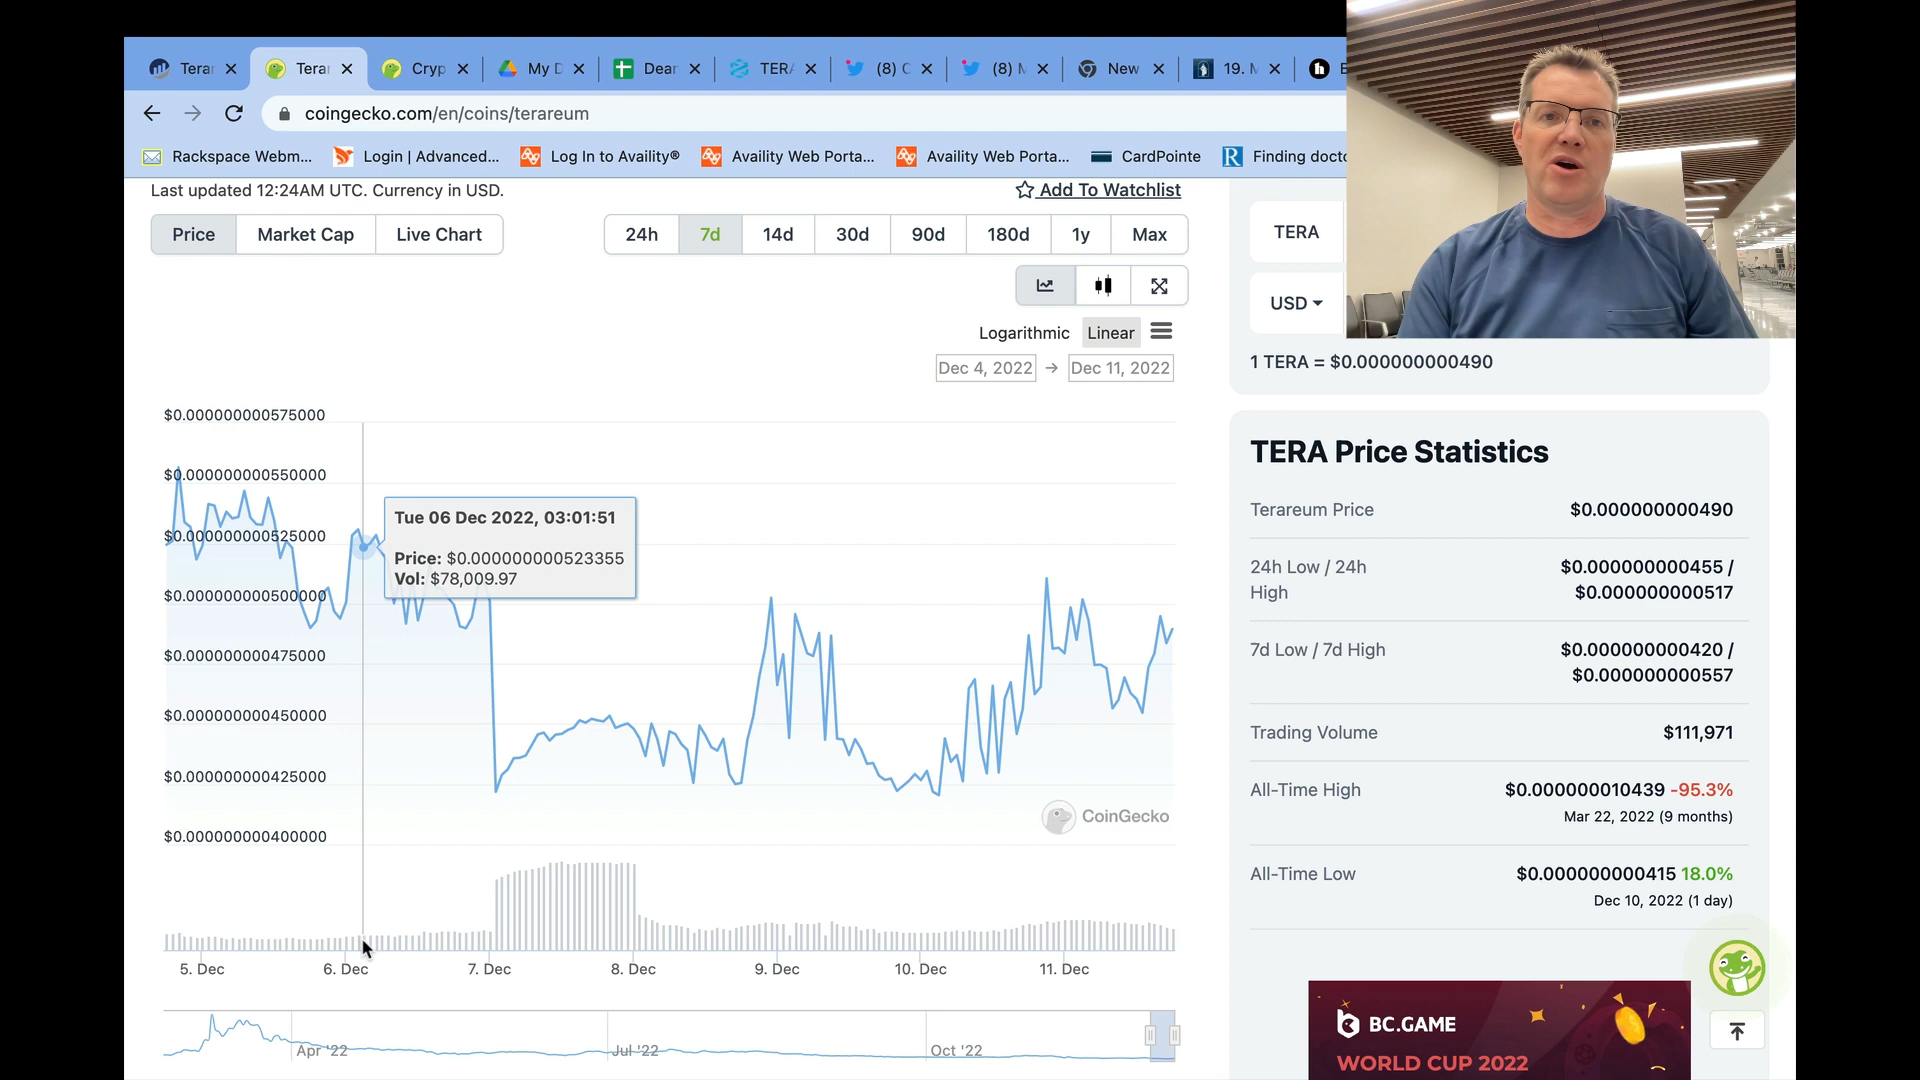 Terar
Terar
Cryp
My D
Dear
TERA
(8) C
(8) M
New
19. M
coingecko.com/en/coins/terareum
Rackspace Webm...
Login | Advanced...
Log In to Availity®
Availity Web Porta...
Availity Web Porta...
CardPointe
Finding docto
Last updated 12:24AM UTC. Currency in USD.
Add To Watchlist
Price
Market Cap
Live Chart
24h
7d
14d
30d
90d
180d
1y
Max
TERA
USD
Logarithmic
Linear
Dec 4, 2022 → Dec 11, 2022
1 TERA = $0.000000000490
$0.000000000575000
$0.000000000550000
$0.000000000525000
$0.000000000500000
$0.000000000475000
$0.000000000450000
$0.000000000425000
$0.000000000400000
Tue 06 Dec 2022, 03:01:51
Price: $0.000000000523355
Vol: $78,009.97
CoinGecko
5. Dec
6. Dec
7. Dec
8. Dec
9. Dec
10. Dec
11. Dec
Apr '22
Jul '22
Oct '22
TERA Price Statistics
Terareum Price
$0.000000000490
24h Low / 24h
High
$0.000000000455 /
$0.000000000517
7d Low / 7d High
$0.000000000420 /
$0.000000000557
Trading Volume
$111,971
All-Time High
$0.000000010439 -95.3%
Mar 22, 2022 (9 months)
All-Time Low
$0.000000000415 18.0%
Dec 10, 2022 (1 day)
BC.GAME
WORLD CUP 2022